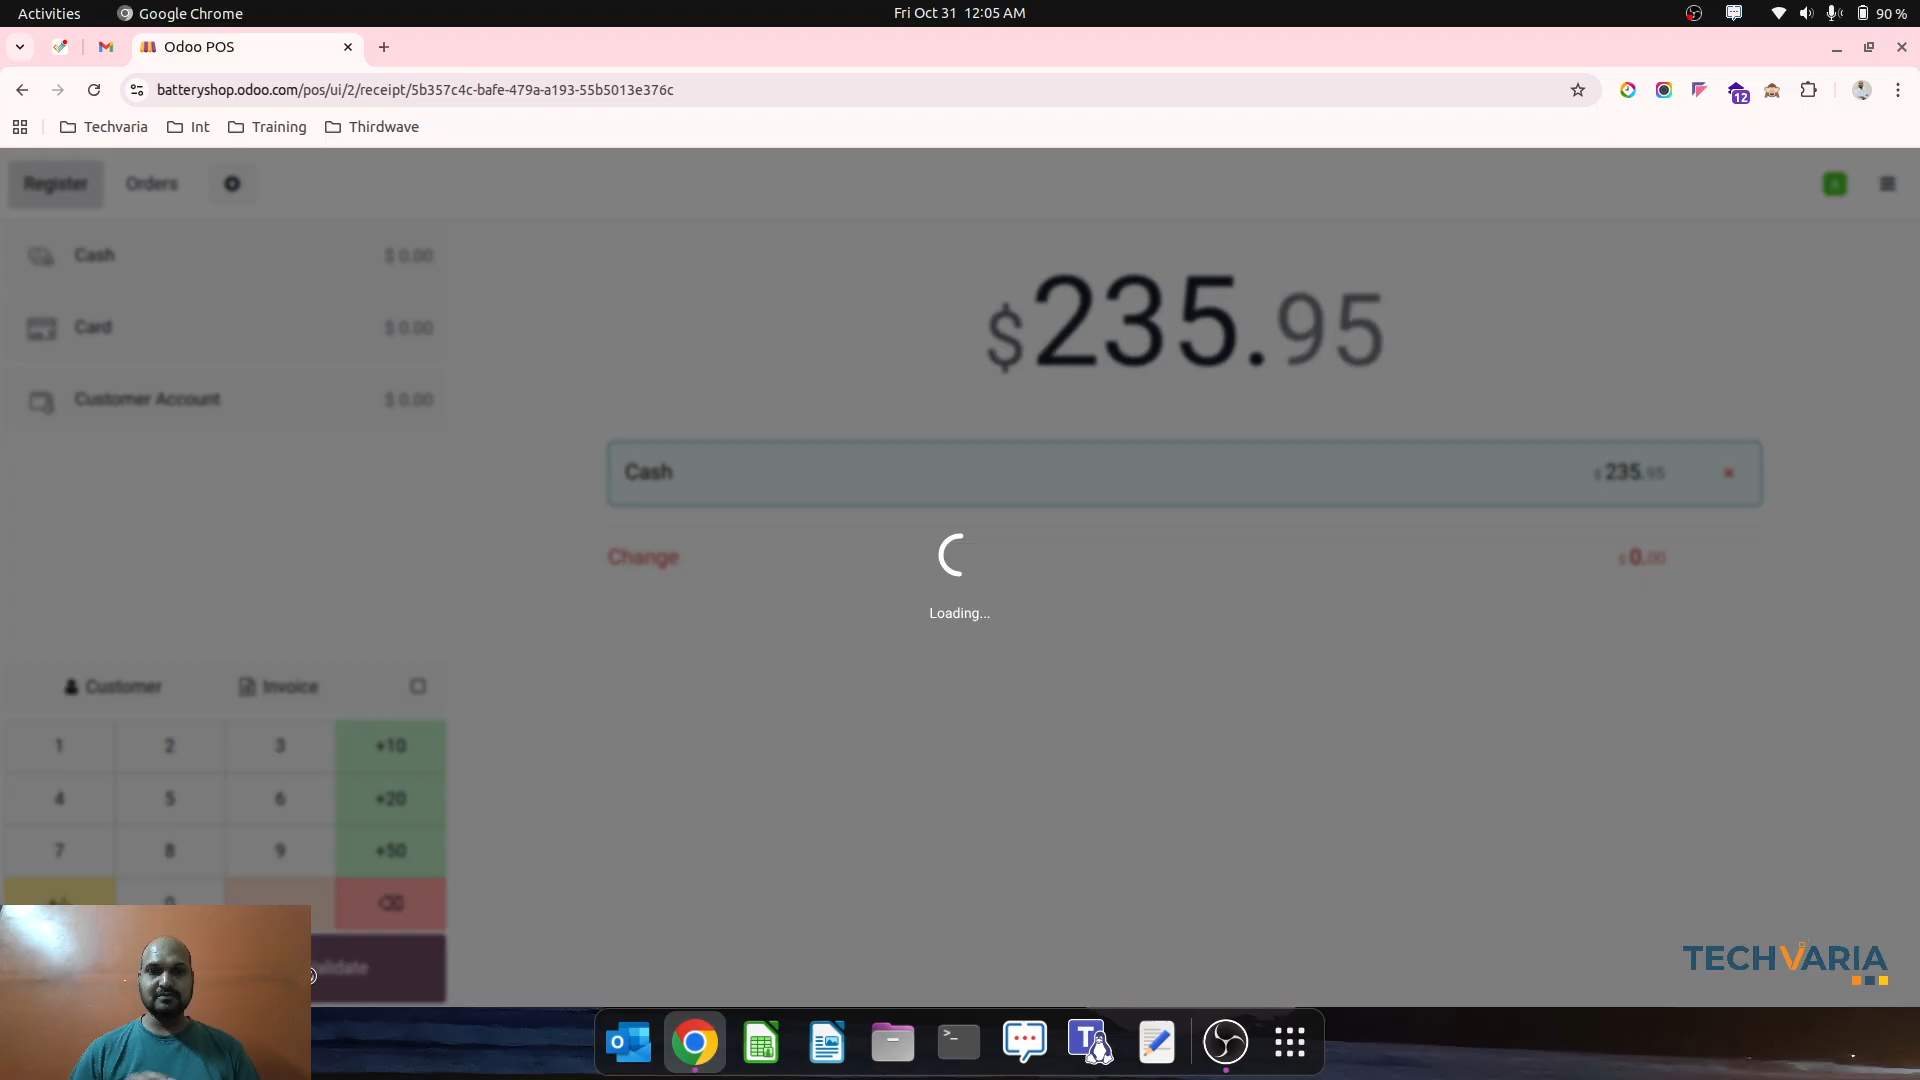 Activities
Google Chrome
Fri Oct 31 12:05 AM
90 %
Odoo POS
batteryshop.odoo.com/pos/ui/2/receipt/5b357c4c-bafe-479a-a193-55b5013e376c
12
Techvaria
Int
Training
Thirdwave
Register
Orders
Cash
$ 0.00
Card
$ 0.00
Customer Account
$ 0.00
$235.95
Cash
$ 235.95
Change
$ 0.00
Loading...
Customer
Invoice
1 2 3 +10
4 5 6 +20
7 8 9 +50
0
TECHVARIA